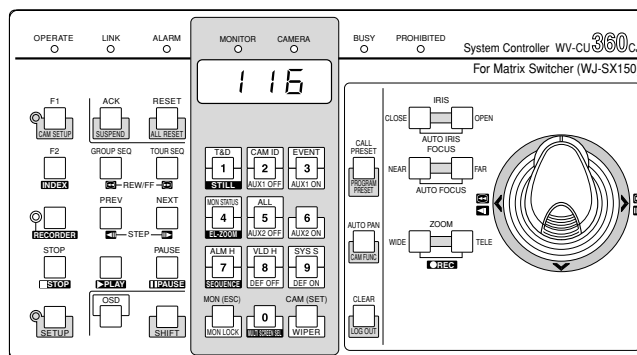 OPERATE LINK ALARM MONITOR CAMERA BUSY PROHIBITED System Controller WV-CU360CJ
For Matrix Switcher (WJ-SX150
116
F1 ACK RESET
CAM SETUP SUSPEND ALL RESET
IRIS
CLOSE OPEN
AUTO IRIS
FOCUS
CALL
PRESET
NEAR FAR
PROGRAM
PRESET
AUTO FOCUS
F2 GROUP SEQ TOUR SEQ
INDEX REW/FF
T&D CAM ID EVENT
1 2 3
STILL AUX1 OFF AUX1 ON
PREV NEXT
RECORDER STEP
MON STATUS ALL
4 5 6
EL-ZOOM AUX2 OFF AUX2 ON
AUTO PAN ZOOM
WIDE TELE
CAM FUNC REC
STOP PAUSE
STOP PLAY PAUSE
ALM H VLD H SYS S
7 8 9
SEQUENCE DEF OFF DEF ON
OSD
SETUP SHIFT
MON (ESC) CAM (SET)
0
MON LOCK MULTI SCREEN SEL WIPER
CLEAR
LOG OUT